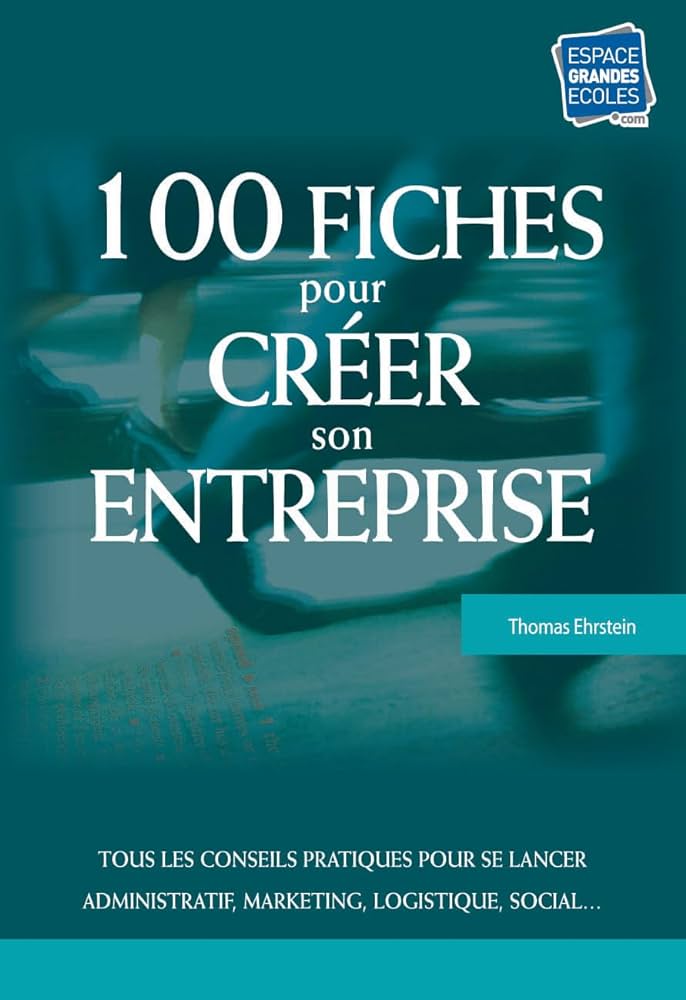 ESPACE
GRANDES
ECOLES
.com
100 FICHES
pour
CRÉER
son
ENTREPRISE
Thomas Ehrstein
TOUS LES CONSEILS PRATIQUES POUR SE LANCER
ADMINISTRATIF, MARKETING, LOGISTIQUE, SOCIAL...